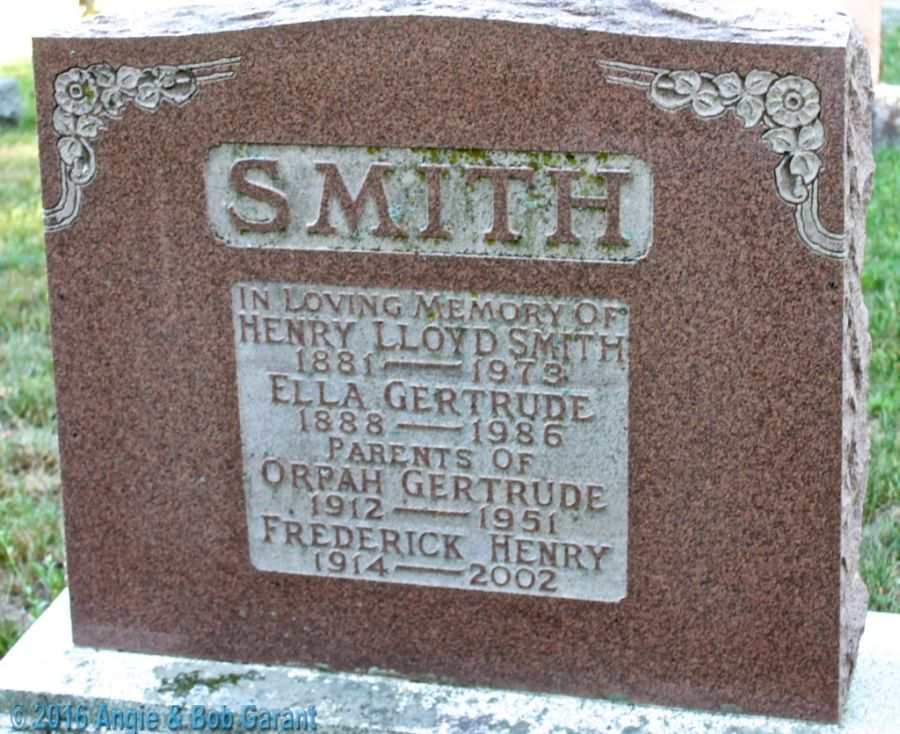 SMITH
IN LOVING MEMORY OF
HENRY LLOYD SMITH
1881 — 1973
ELLA GERTRUDE
1888 — 1986
PARENTS OF
ORPAH GERTRUDE
1912 — 1951
FREDERICK HENRY
1914 — 2002
© 2016 Angie & Bob Garant